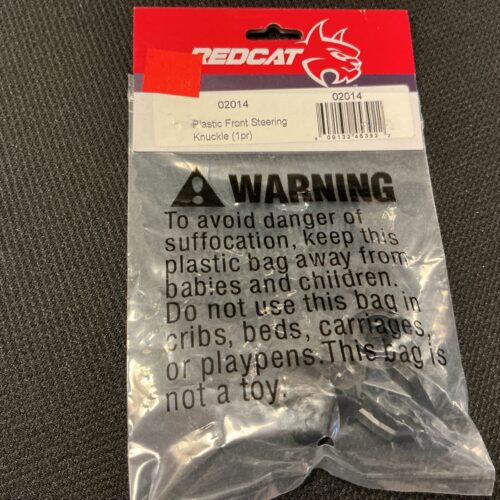 REDCAT
02014
02014
Plastic Front Steering
Knuckle (1pr)
WARNING
To avoid danger of
suffocation, keep this
plastic bag away from
babies and children.
Do not use this bag in
cribs, beds, carriages,
or playpens.This bag is
not a toy.